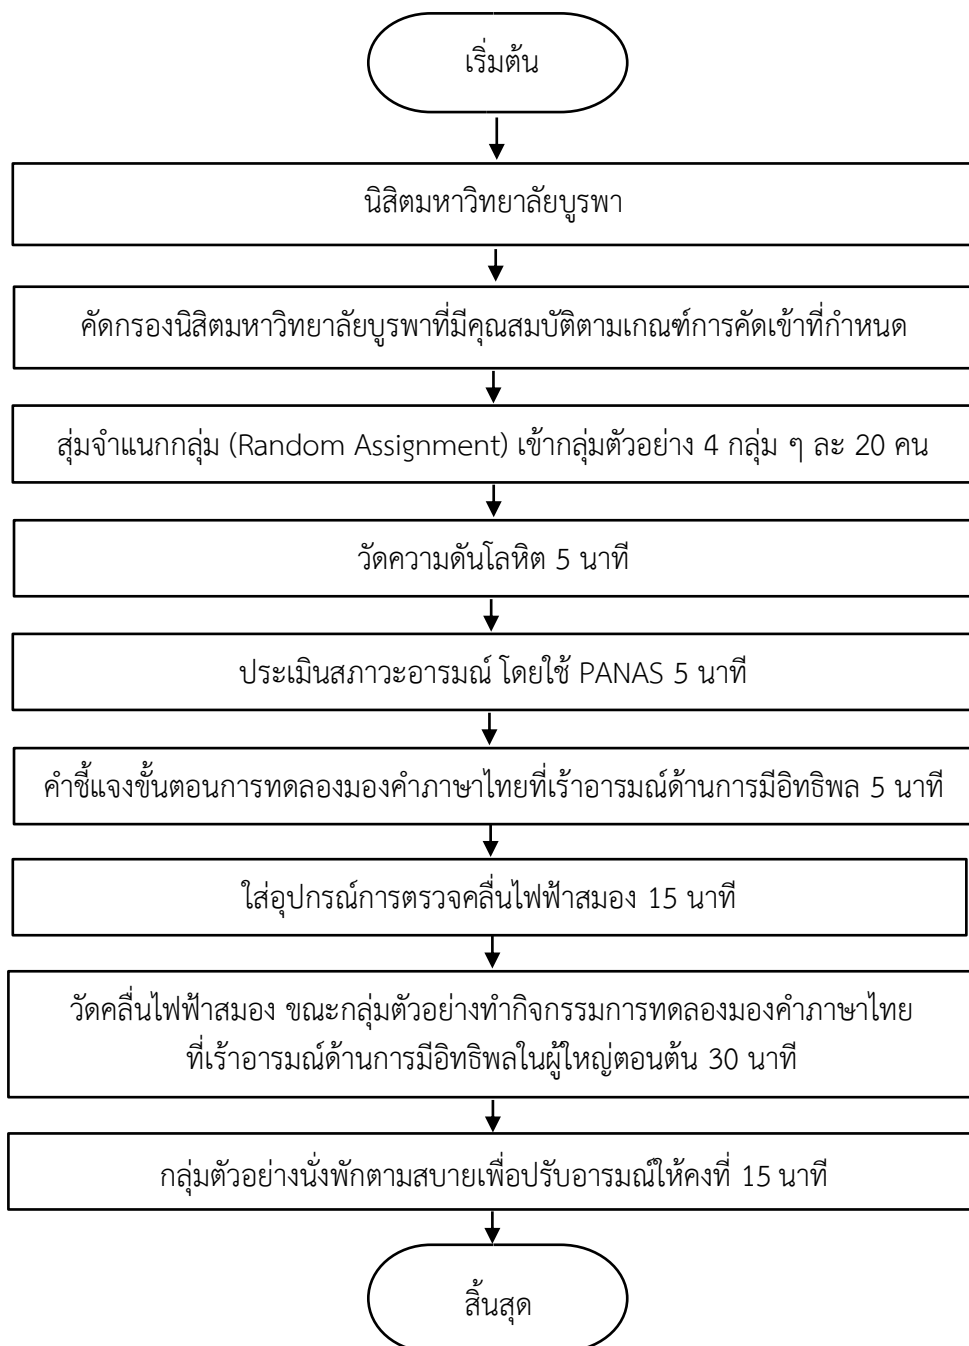 เริ่มต้น
นิสิตมหาวิทยาลัยบูรพา
คัดกรองนิสิตมหาวิทยาลัยบูรพาที่มีคุณสมบัติตามเกณฑ์การคัดเข้าที่กำหนด
สุ่มจำแนกกลุ่ม (Random Assignment) เข้ากลุ่มตัวอย่าง 4 กลุ่ม ๆ ละ 20 คน
วัดความดันโลหิต 5 นาที
ประเมินสภาวะอารมณ์ โดยใช้ PANAS 5 นาที
คำชี้แจงขั้นตอนการทดลองมองคำภาษาไทยที่เร้าอารมณ์ด้านการมีอิทธิพล 5 นาที
ใส่อุปกรณ์การตรวจคลื่นไฟฟ้าสมอง 15 นาที
วัดคลื่นไฟฟ้าสมอง ขณะกลุ่มตัวอย่างทำกิจกรรมการทดลองมองคำภาษาไทย
ที่เร้าอารมณ์ด้านการมีอิทธิพลในผู้ใหญ่ตอนต้น 30 นาที
กลุ่มตัวอย่างนั่งพักตามสบายเพื่อปรับอารมณ์ให้คงที่ 15 นาที
สิ้นสุด